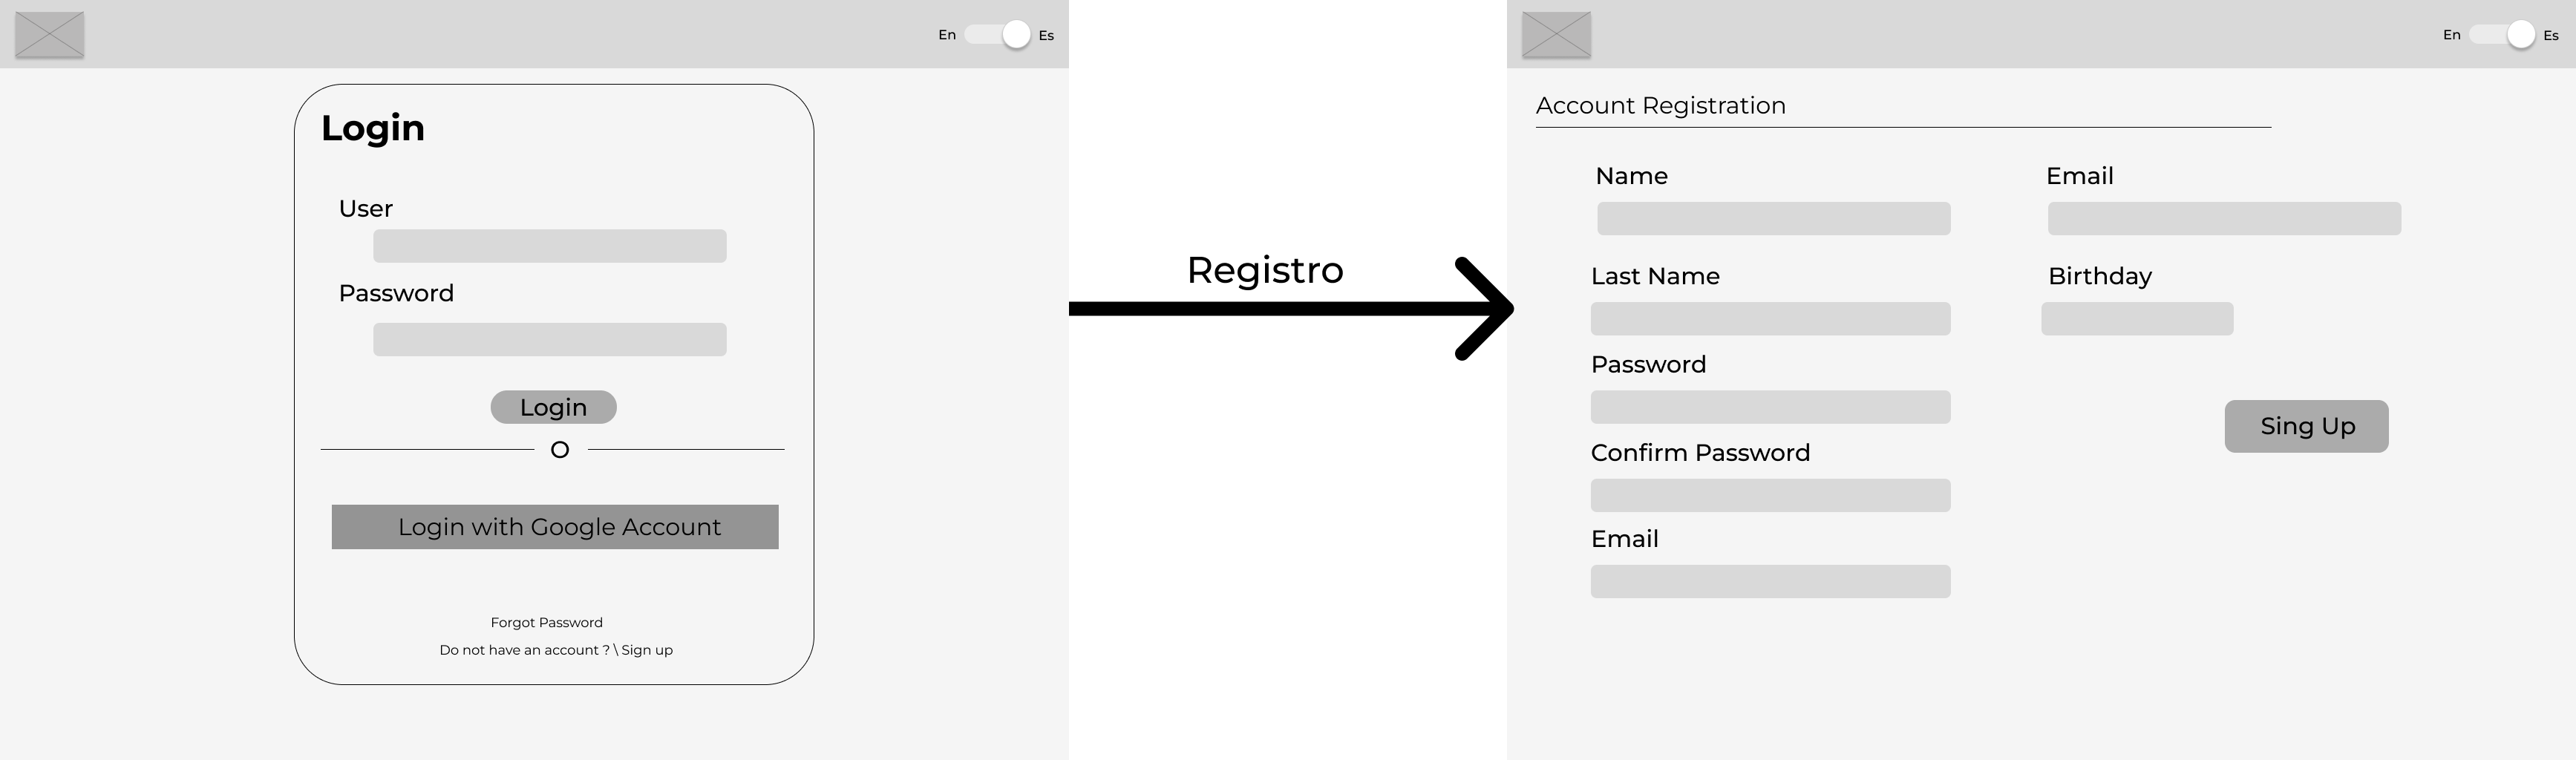 En Es
Login
User
Password
Login
O
Login with Google Account
Forgot Password
Do not have an account ? \ Sign up
Registro
En Es
Account Registration
Name
Last Name
Password
Confirm Password
Email
Email
Birthday
Sing Up